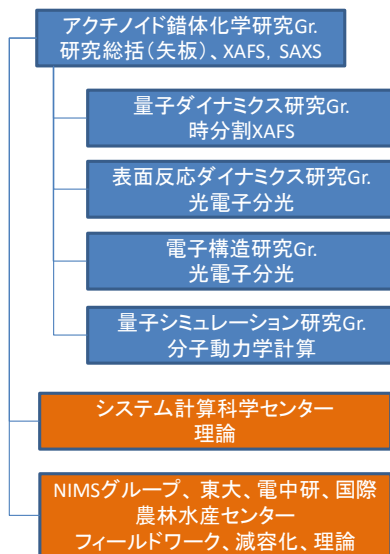 アクチノイド錯体化学研究Gr.
研究総括(矢板)、XAFS, SAXS
量子ダイナミクス研究Gr.
時分割XAFS
表面反応ダイナミクス研究Gr.
光電子分光
電子構造研究Gr.
光電子分光
量子シミュレーション研究Gr.
分子動力学計算
システム計算科学センター
理論
NIMSグループ、東大、電中研、国際
農林水産センター
フィールドワーク、減容化、理論